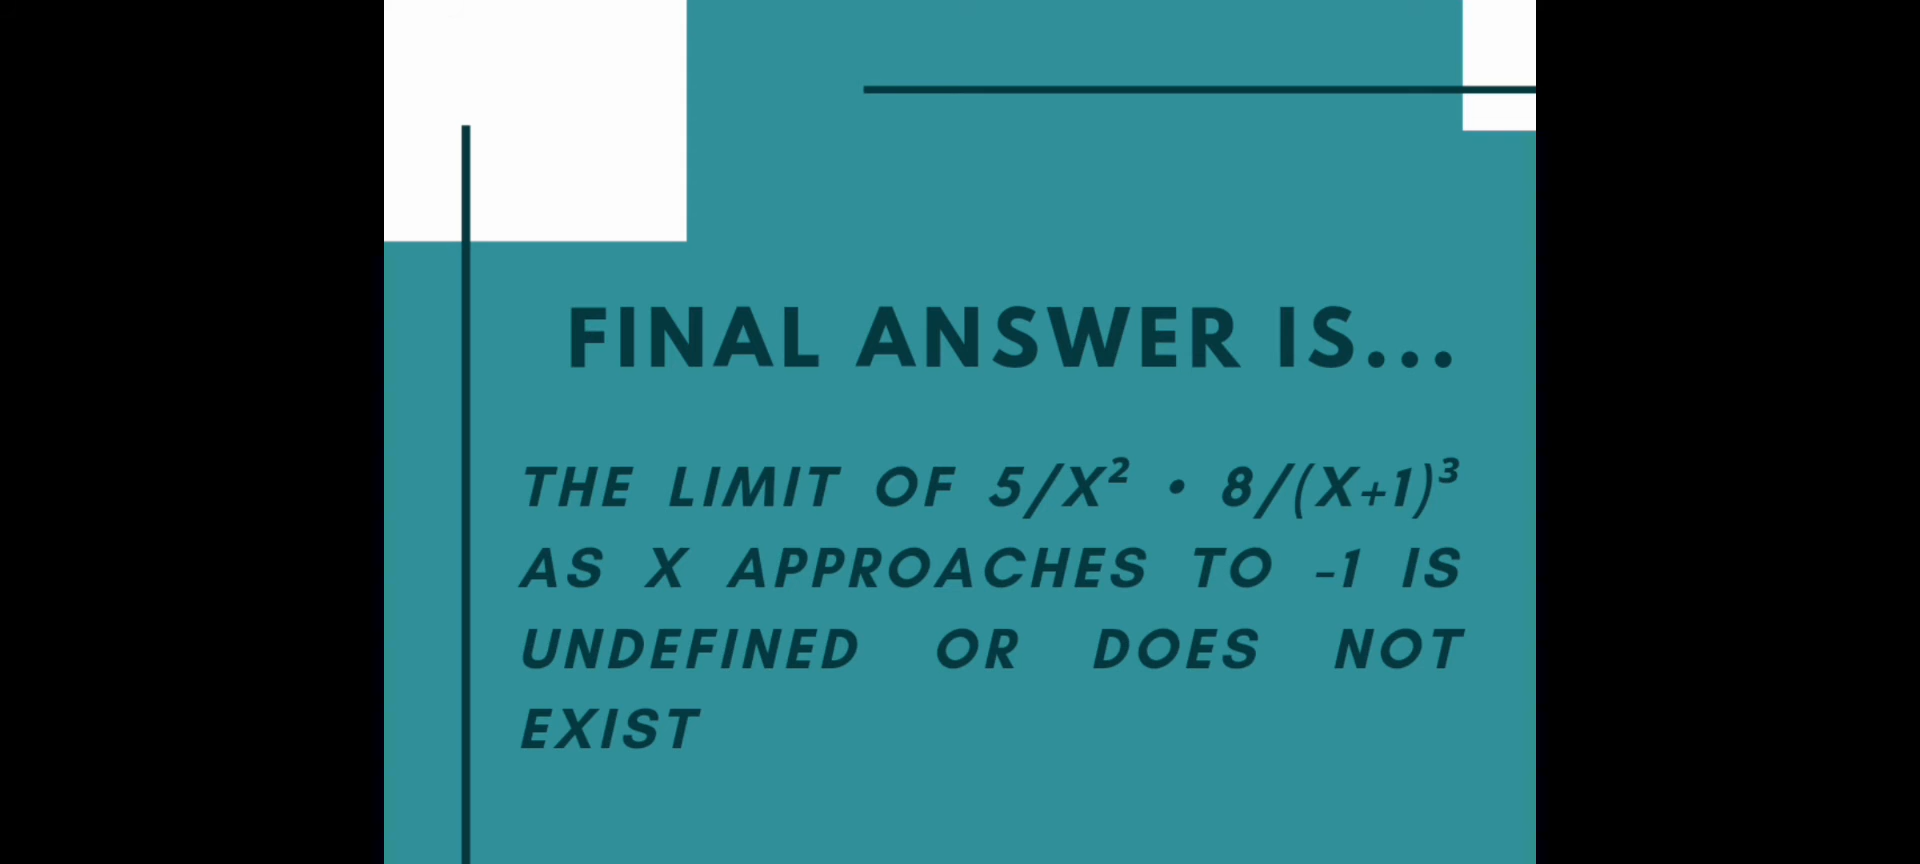 FINAL ANSWER IS...
THE LIMIT OF 5/X² • 8/(X+1)³
AS X APPROACHES TO -1 IS
UNDEFINED OR DOES NOT
EXIST